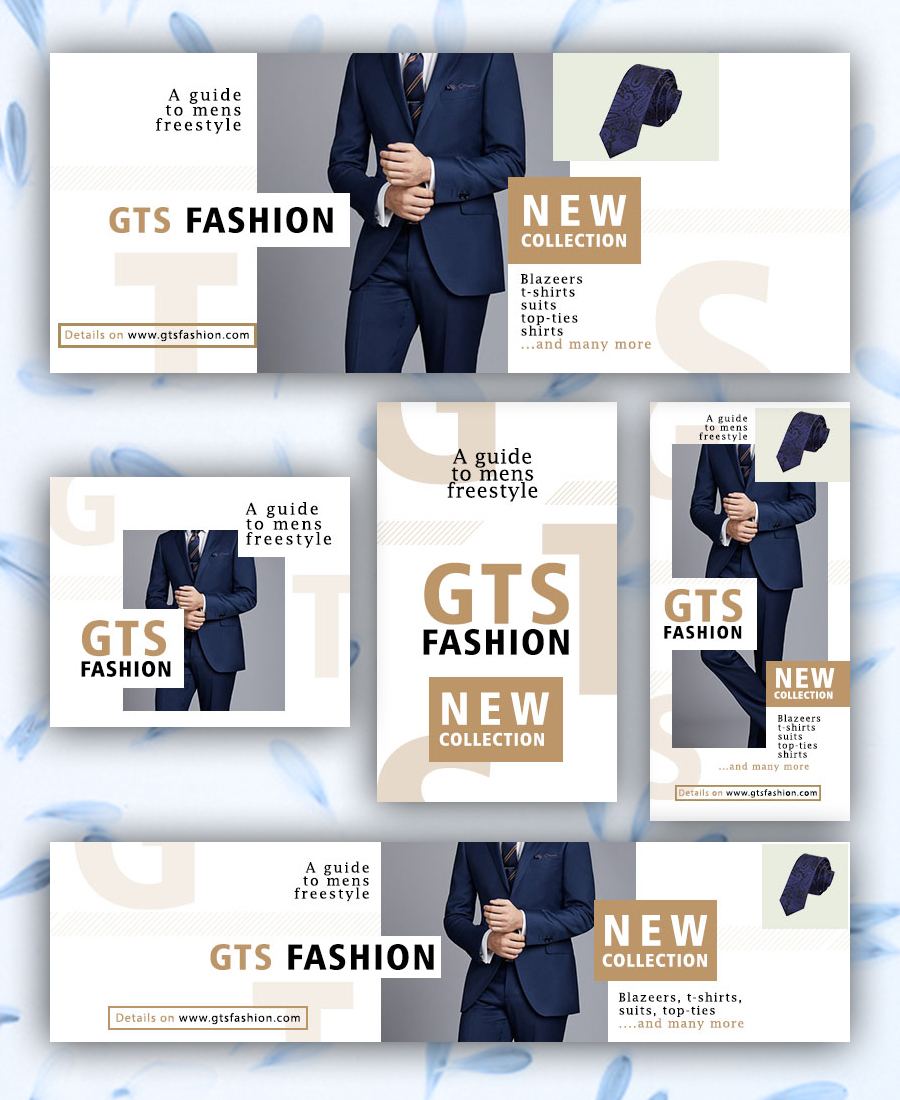 A guide
to mens
freestyle
GTS FASHION
Details on www.gtsfashion.com
NEW
COLLECTION
Blazeers
t-shirts
suits
top-ties
shirts
...and many more
T
S
G
T
A guide
to mens
freestyle
GTS
FASHION
G
T
S
A guide
to mens
freestyle
GTS
FASHION
NEW
COLLECTION
G
S
A guide
to mens
freestyle
GTS
FASHION
NEW
COLLECTION
Blazeers
t-shirts
suits
top-ties
shirts
...and many more
Details on www.gtsfashion.com
G
T
A guide
to mens
freestyle
GTS FASHION
Details on www.gtsfashion.com
NEW
COLLECTION
Blazeers, t-shirts,
suits, top-ties
....and many more